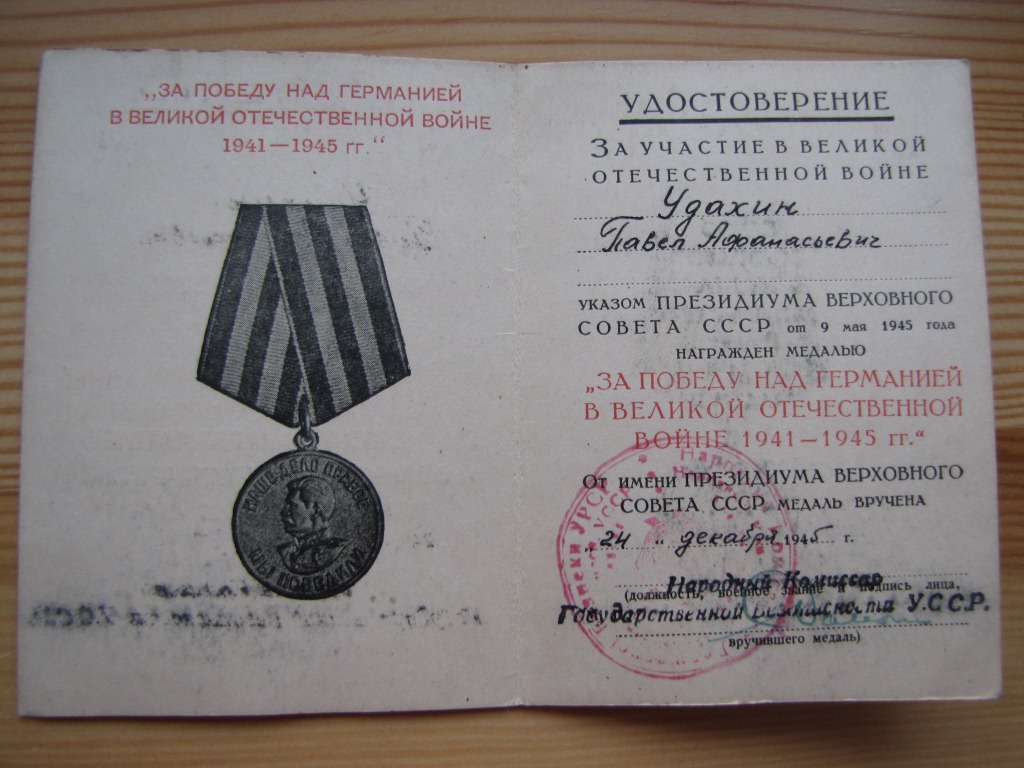 „ЗА ПОБЕДУ НАД ГЕРМАНИЕЙ
В ВЕЛИКОЙ ОТЕЧЕСТВЕННОЙ ВОЙНЕ
1941—1945 гг.“
НАШЕ ДЕЛО ПРАВОЕ
МЫ ПОБЕДИЛИ
УДОСТОВЕРЕНИЕ
ЗА УЧАСТИЕ В ВЕЛИКОЙ
ОТЕЧЕСТВЕННОЙ ВОЙНЕ
Удахин
Павел Афанасьевич
УКАЗОМ ПРЕЗИДИУМА ВЕРХОВНОГО
СОВЕТА СССР от 9 мая 1945 года
НАГРАЖДЕН МЕДАЛЬЮ
„ЗА ПОБЕДУ НАД ГЕРМАНИЕЙ
В ВЕЛИКОЙ ОТЕЧЕСТВЕННОЙ
ВОЙНЕ 1941—1945 гг.“
ОТ ИМЕНИ ПРЕЗИДИУМА ВЕРХОВНОГО
СОВЕТА СССР МЕДАЛЬ ВРУЧЕНА
„24“ декабря 1945 г.
Народный Комиссар
(должность, военное звание и подпись лица,
Государственной Безопасности У.С.С.Р.
вручившего медаль)